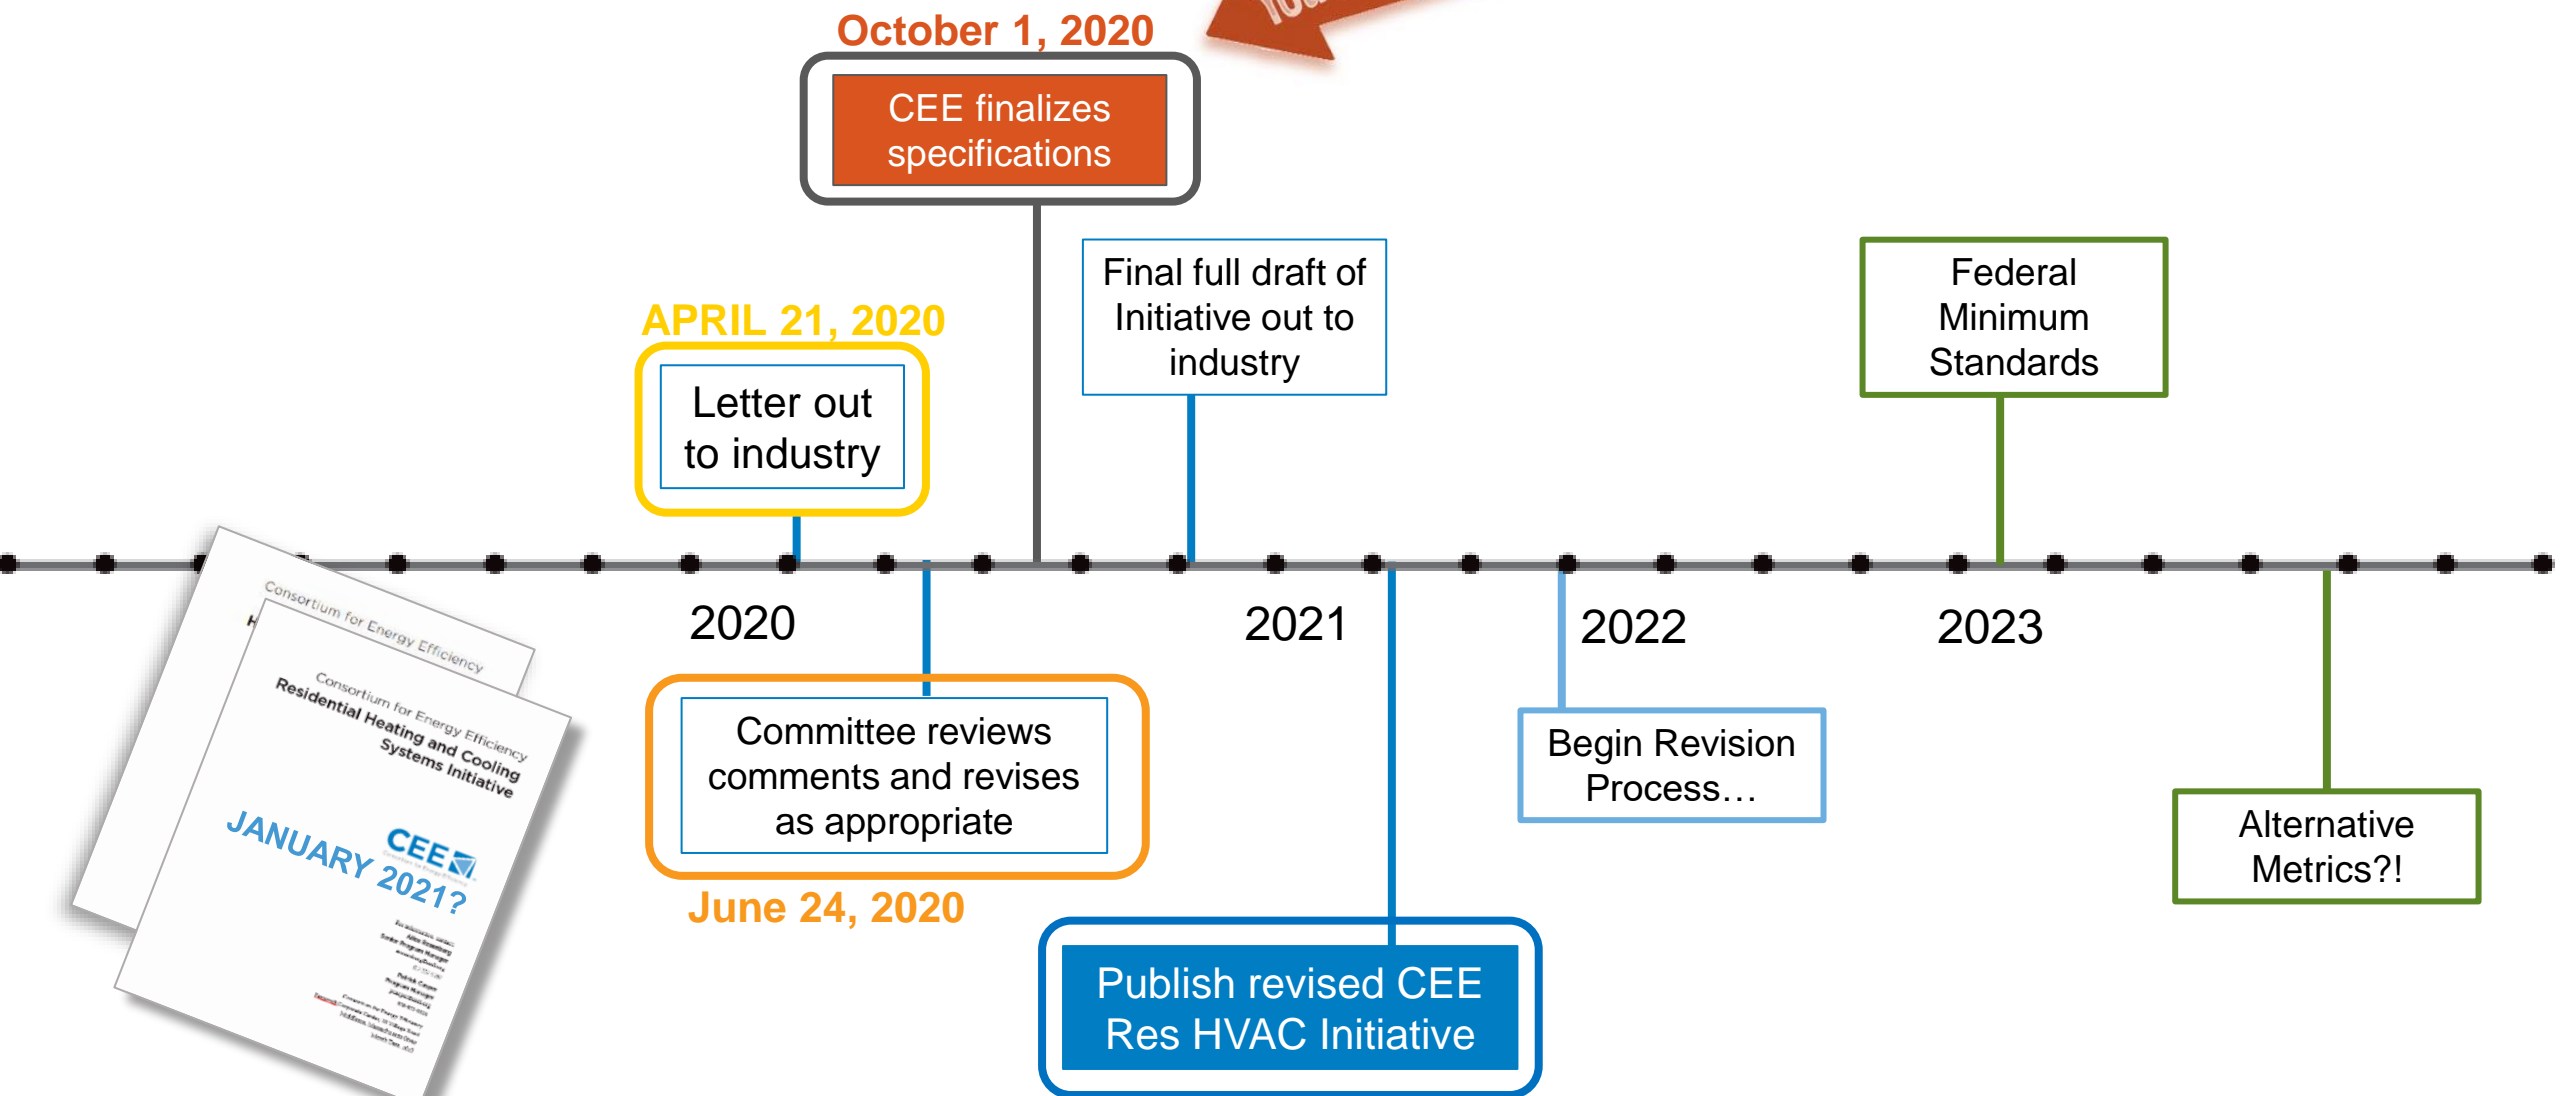 October 1, 2020
CEE finalizes
specifications
Final full draft of
Initiative out to
industry
Federal
Minimum
Standards
APRIL 21, 2020
Letter out
to industry
2020
2021
2022
2023
Consortium for Energy Efficiency
Consortium for Energy Efficiency
Residential Heating and Cooling
Systems Initiative
CEE
JANUARY 2021?
Committee reviews
comments and revises
as appropriate
June 24, 2020
Begin Revision
Process…
Alternative
Metrics?!
Publish revised CEE
Res HVAC Initiative